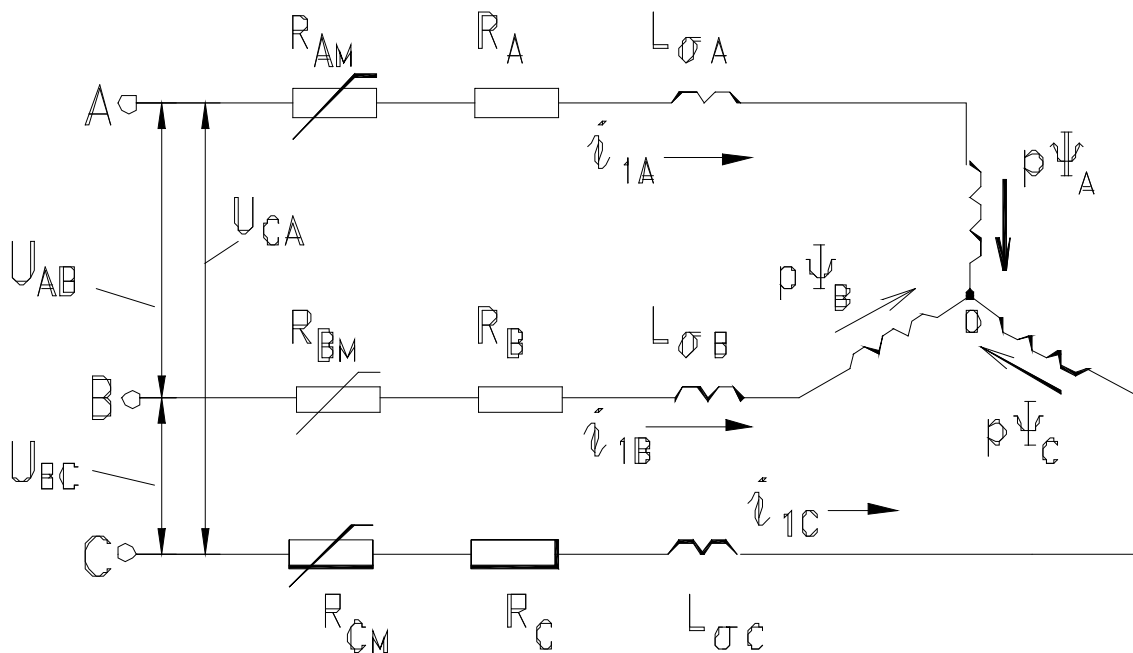 R_AM R_A L_σA
A
i_1A pΨ_A
U_CA
U_AB
pΨ_B
R_BM R_B L_σB 0
B
i_1B pΨ_C
U_BC
i_1C
C
R_CM R_C L_σC